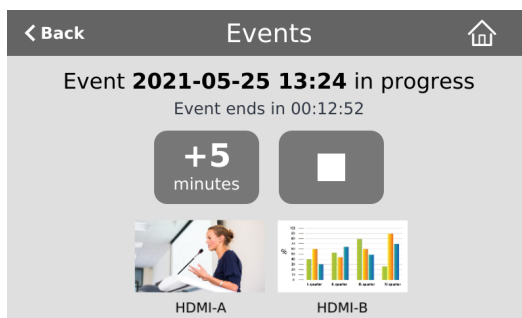 Back
Events
Event 2021-05-25 13:24 in progress
Event ends in 00:12:52
+5
minutes
HDMI-A
HDMI-B